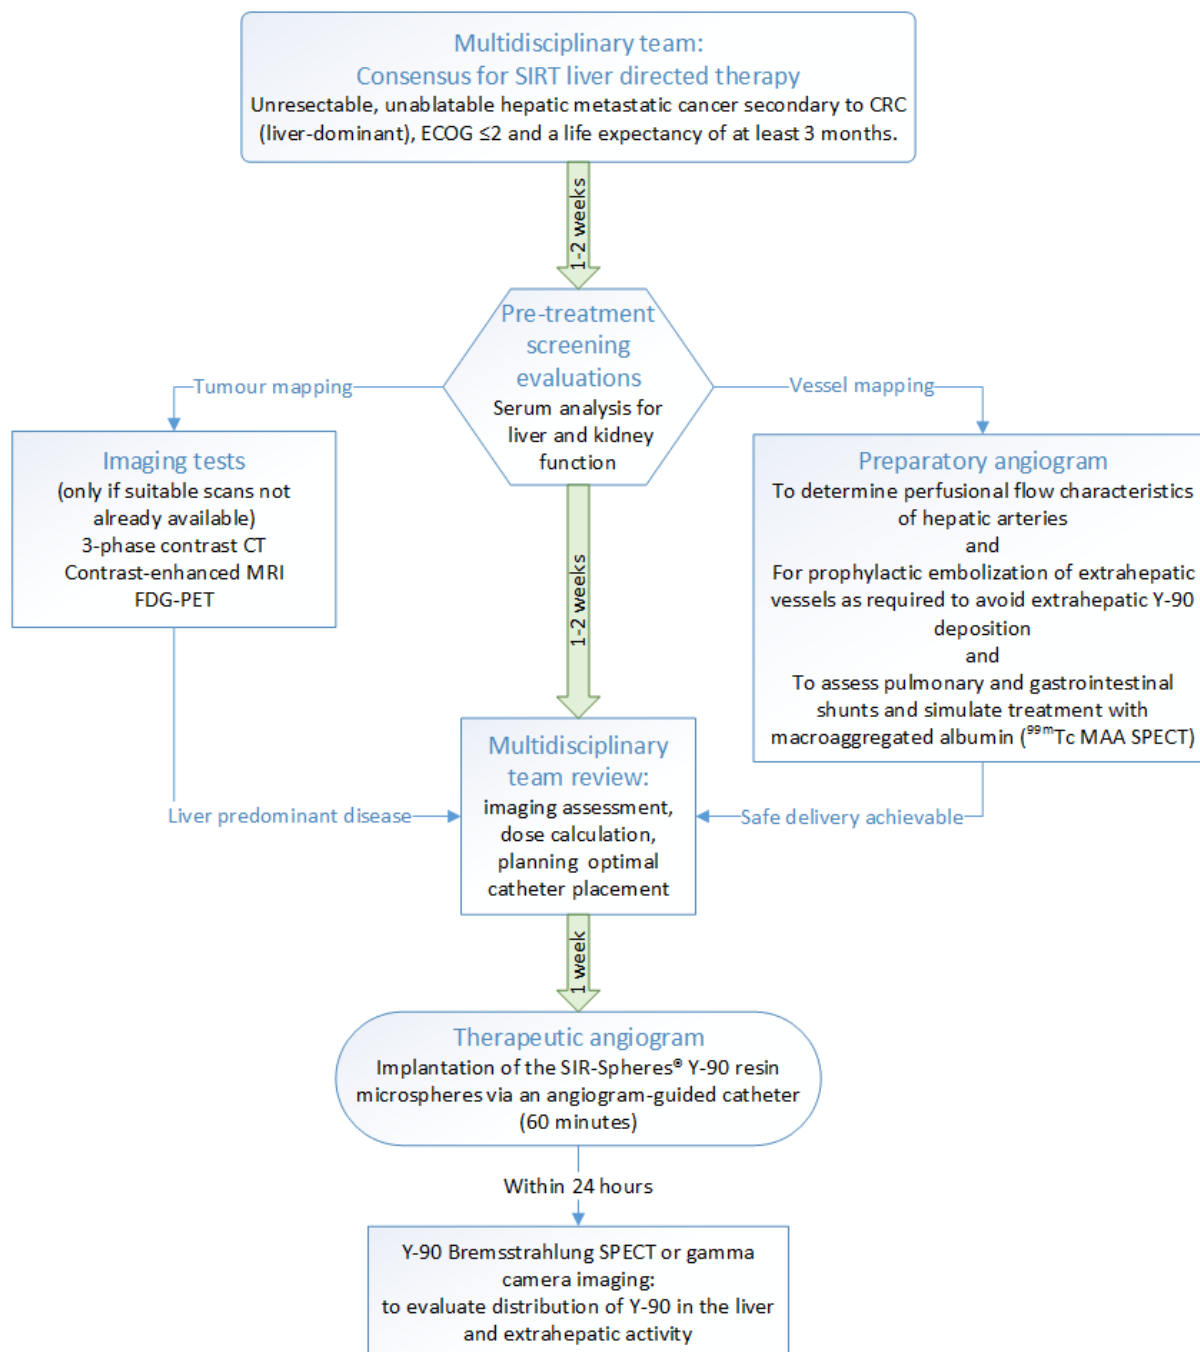 Multidisciplinary team:
Consensus for SIRT liver directed therapy
Unresectable, unablatable hepatic metastatic cancer secondary to CRC
(liver-dominant), ECOG ≤2 and a life expectancy of at least 3 months.
1-2 weeks
Pre-treatment
screening
evaluations
Serum analysis for
liver and kidney
function
Tumour mapping
Vessel mapping
Imaging tests
(only if suitable scans not
already available)
3-phase contrast CT
Contrast-enhanced MRI
FDG-PET
Preparatory angiogram
To determine perfusional flow characteristics
of hepatic arteries
and
For prophylactic embolization of extrahepatic
vessels as required to avoid extrahepatic Y-90
deposition
and
To assess pulmonary and gastrointestinal
shunts and simulate treatment with
macroaggregated albumin (⁹⁹ᵐTc MAA SPECT)
1-2 weeks
Liver predominant disease
Safe delivery achievable
Multidisciplinary
team review:
imaging assessment,
dose calculation,
planning optimal
catheter placement
1 week
Therapeutic angiogram
Implantation of the SIR-Spheres® Y-90 resin
microspheres via an angiogram-guided catheter
(60 minutes)
Within 24 hours
Y-90 Bremsstrahlung SPECT or gamma
camera imaging:
to evaluate distribution of Y-90 in the liver
and extrahepatic activity